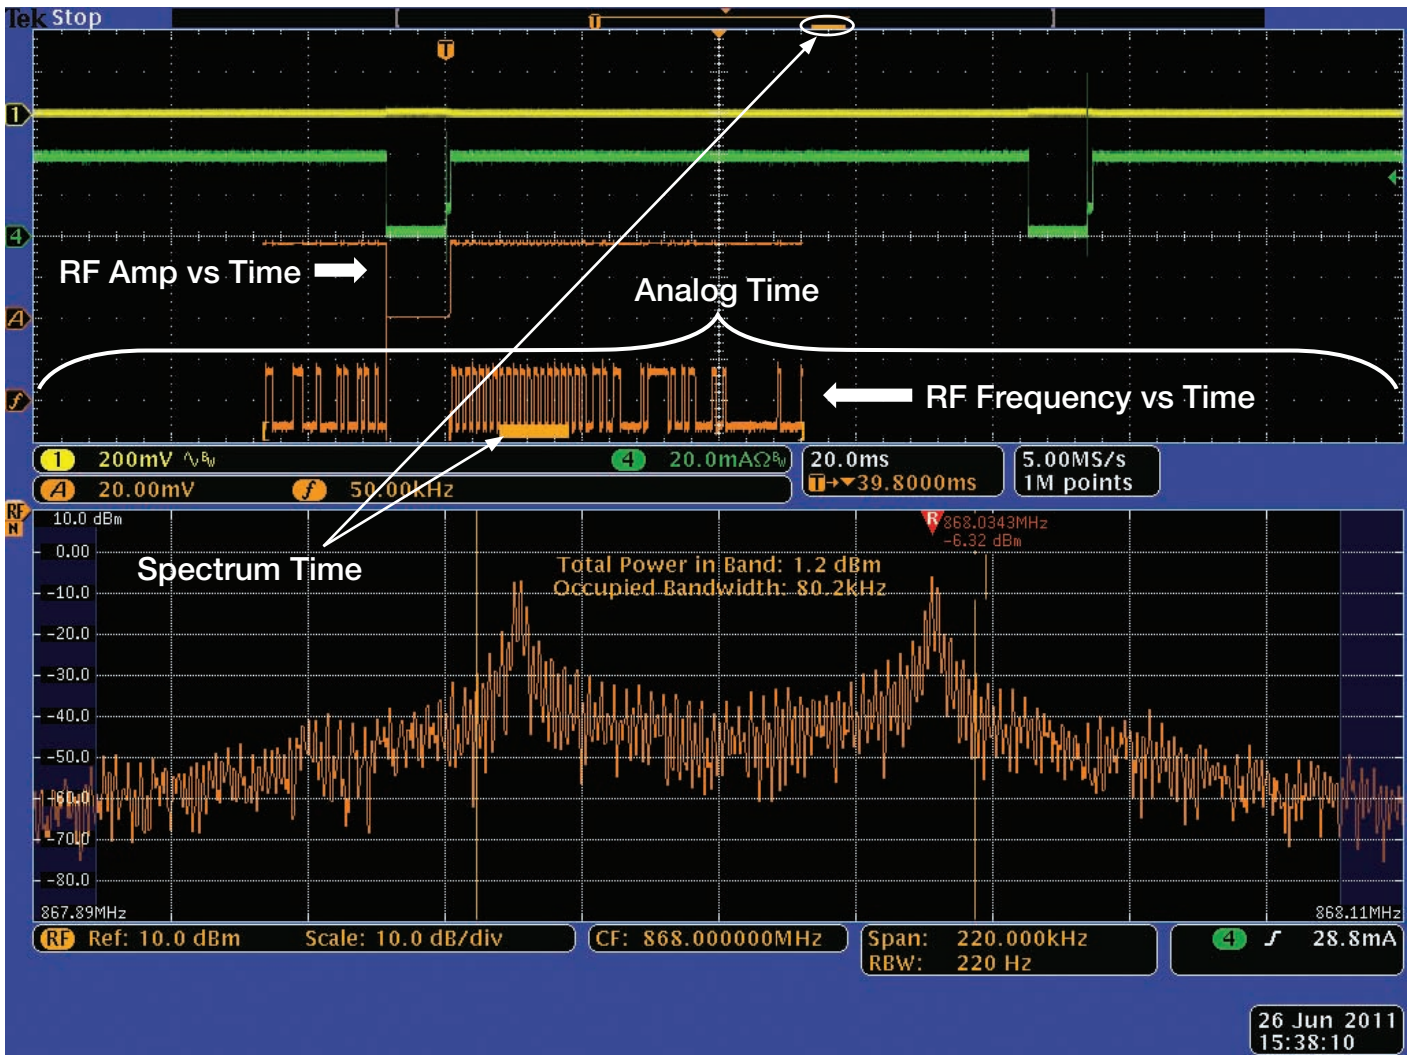 Tek Stop
T
T
1
4
RF Amp vs Time
Analog Time
A
f
RF Frequency vs Time
1 200mV ∿BW 4 20.0mAΩBW
A 20.00mV f 50.00kHz
20.0ms
T→▼39.8000ms
5.00MS/s
1M points
RF
N
10.0 dBm
R 868.0343MHz
-6.32 dBm
0.00
Spectrum Time
Total Power in Band: 1.2 dBm
Occupied Bandwidth: 80.2kHz
-10.0
-20.0
-30.0
-40.0
-50.0
-60.0
-70.0
-80.0
867.89MHz
868.11MHz
RF Ref: 10.0 dBm Scale: 10.0 dB/div
CF: 868.000000MHz
Span: 220.000kHz
RBW: 220 Hz
4 28.8mA
26 Jun 2011
15:38:10